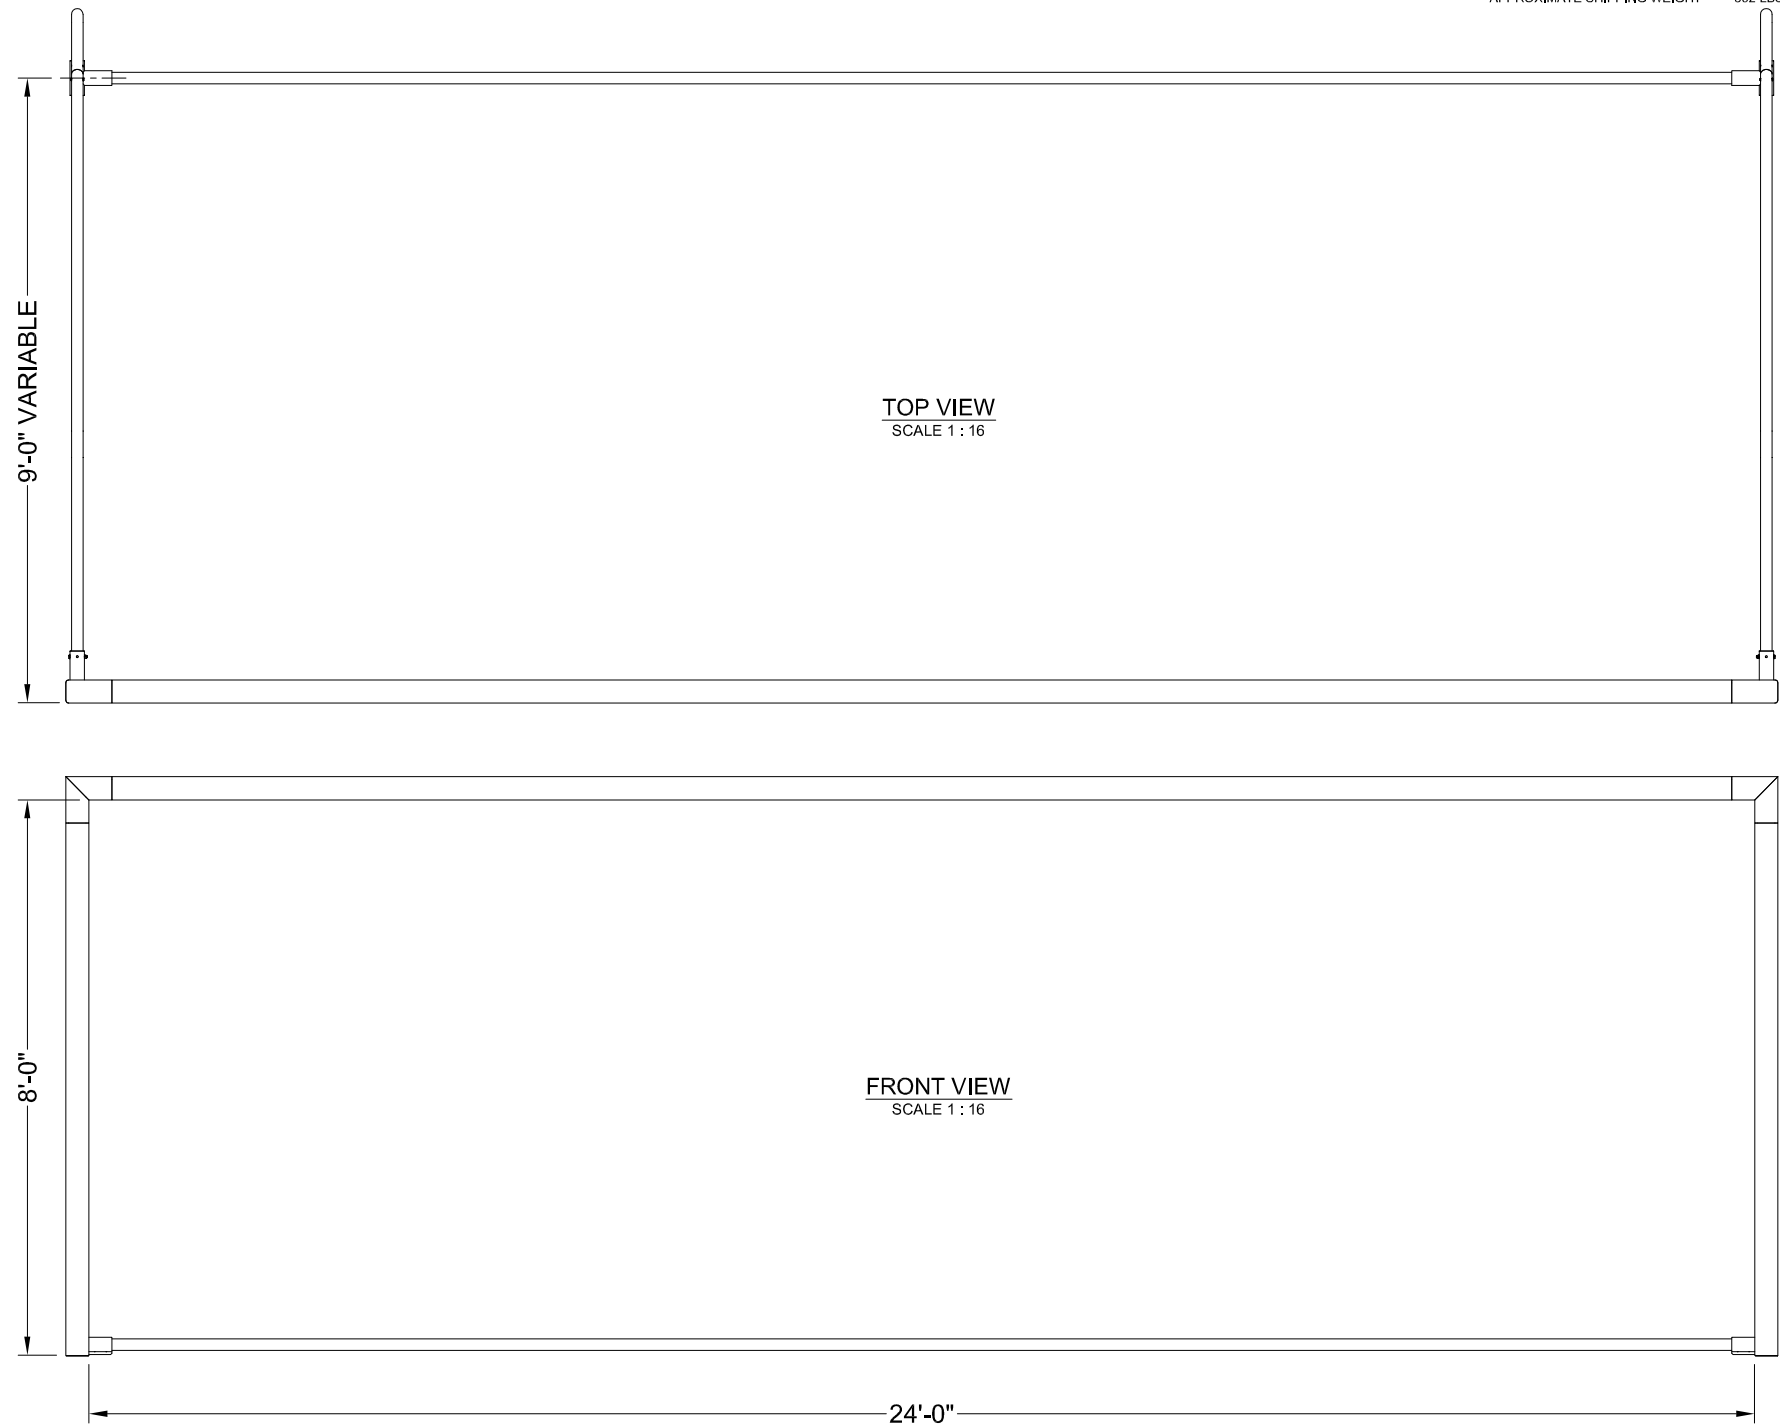 9'-0" VARIABLE
TOP VIEW
SCALE 1 : 16
8'-0"
FRONT VIEW
SCALE 1 : 16
24'-0"